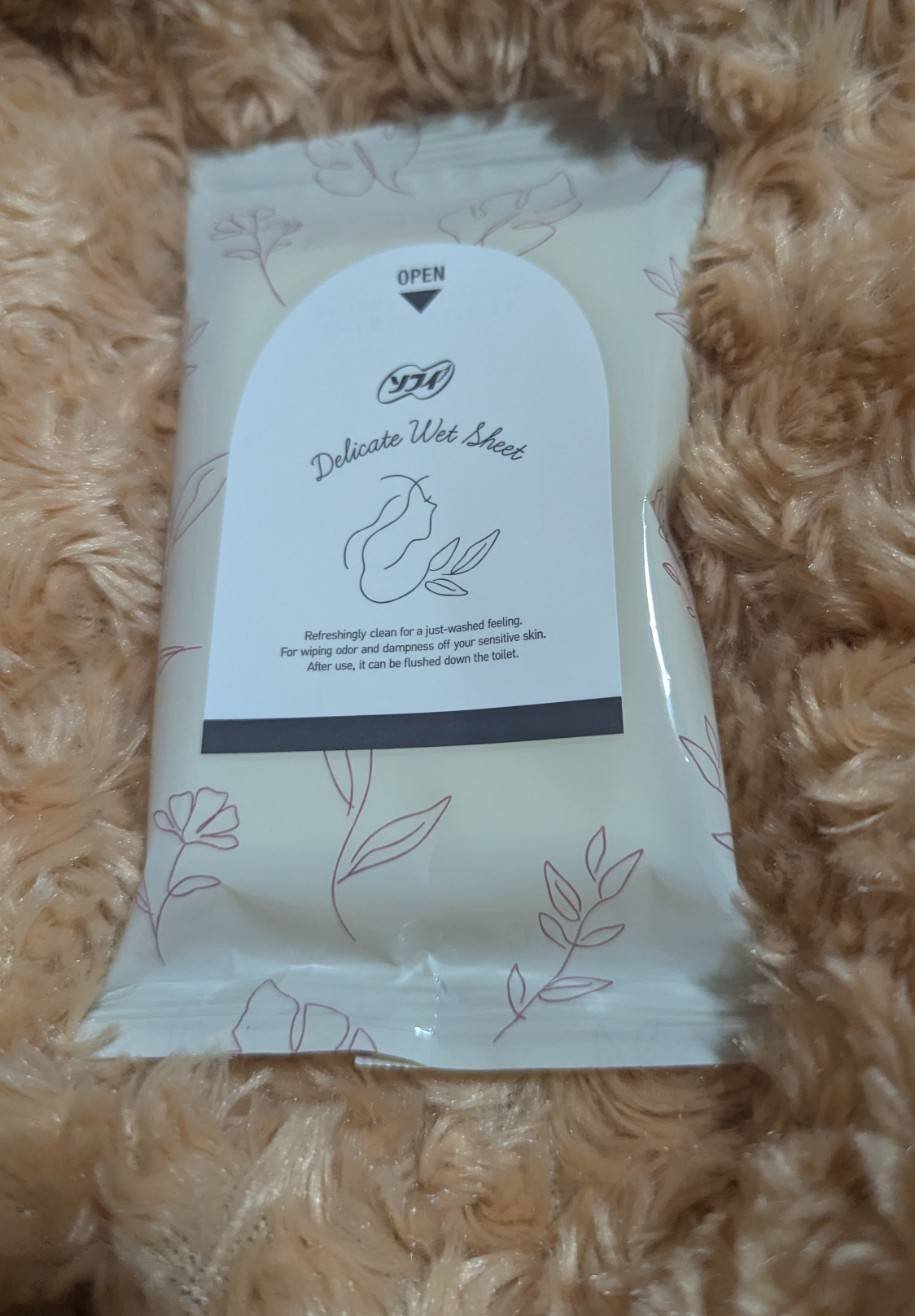 OPEN
ソフィ
Delicate Wet Sheet
Refreshingly clean for a just-washed feeling.
For wiping odor and dampness off your sensitive skin.
After use, it can be flushed down the toilet.